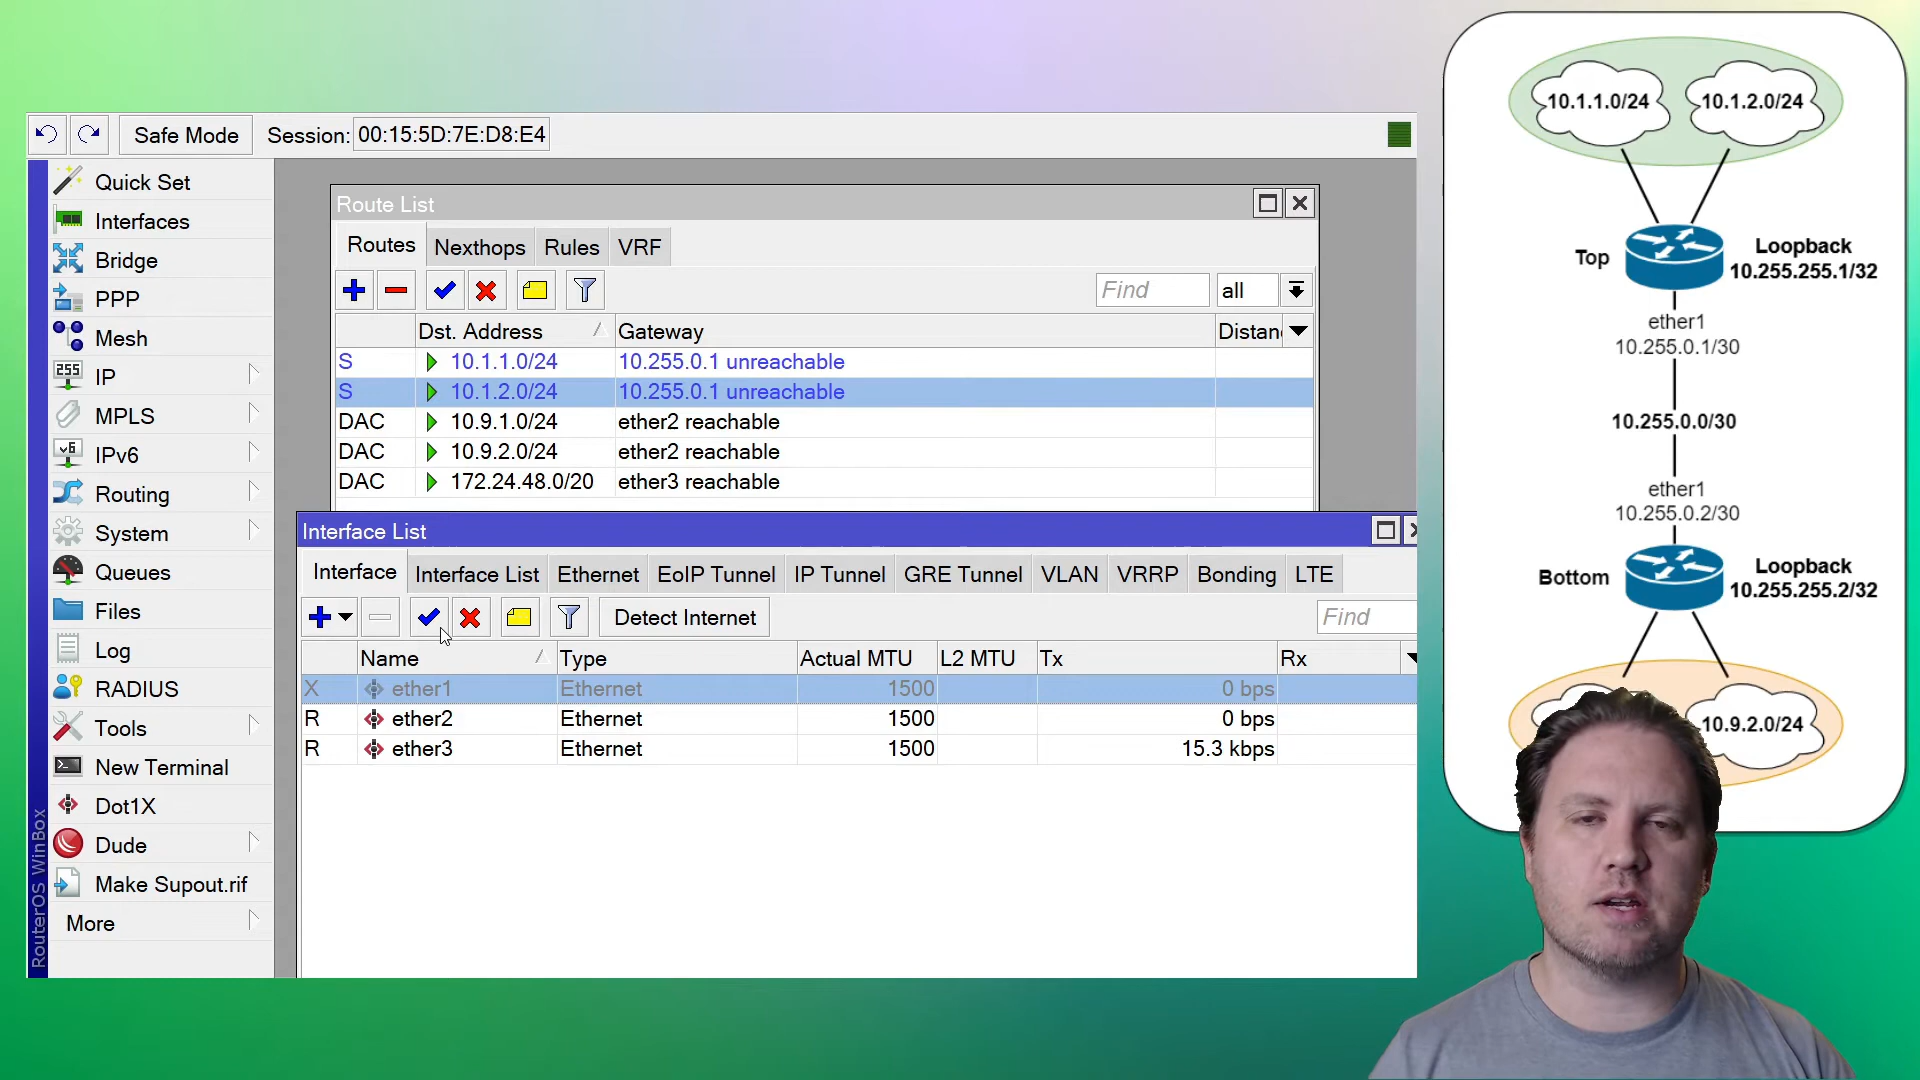 Safe Mode
Session: 00:15:5D:7E:D8:E4
Quick Set
Interfaces
Bridge
PPP
Mesh
255 IP
MPLS
v6 IPv6
Routing
System
Queues
Files
Log
RADIUS
Tools
New Terminal
Dot1X
Dude
Make Supout.rif
More
RouterOS WinBox
Route List
Routes Nexthops Rules VRF
Find all
Dst. Address Gateway Distan
S 10.1.1.0/24 10.255.0.1 unreachable
S 10.1.2.0/24 10.255.0.1 unreachable
DAC 10.9.1.0/24 ether2 reachable
DAC 10.9.2.0/24 ether2 reachable
DAC 172.24.48.0/20 ether3 reachable
Interface List
Interface Interface List Ethernet EoIP Tunnel IP Tunnel GRE Tunnel VLAN VRRP Bonding LTE
Detect Internet Find
Name Type Actual MTU L2 MTU Tx Rx
X ether1 Ethernet 1500 0 bps
R ether2 Ethernet 1500 0 bps
R ether3 Ethernet 1500 15.3 kbps
10.1.1.0/24 10.1.2.0/24
Top
Loopback
10.255.255.1/32
ether1
10.255.0.1/30
10.255.0.0/30
ether1
10.255.0.2/30
Bottom
Loopback
10.255.255.2/32
10.9.2.0/24